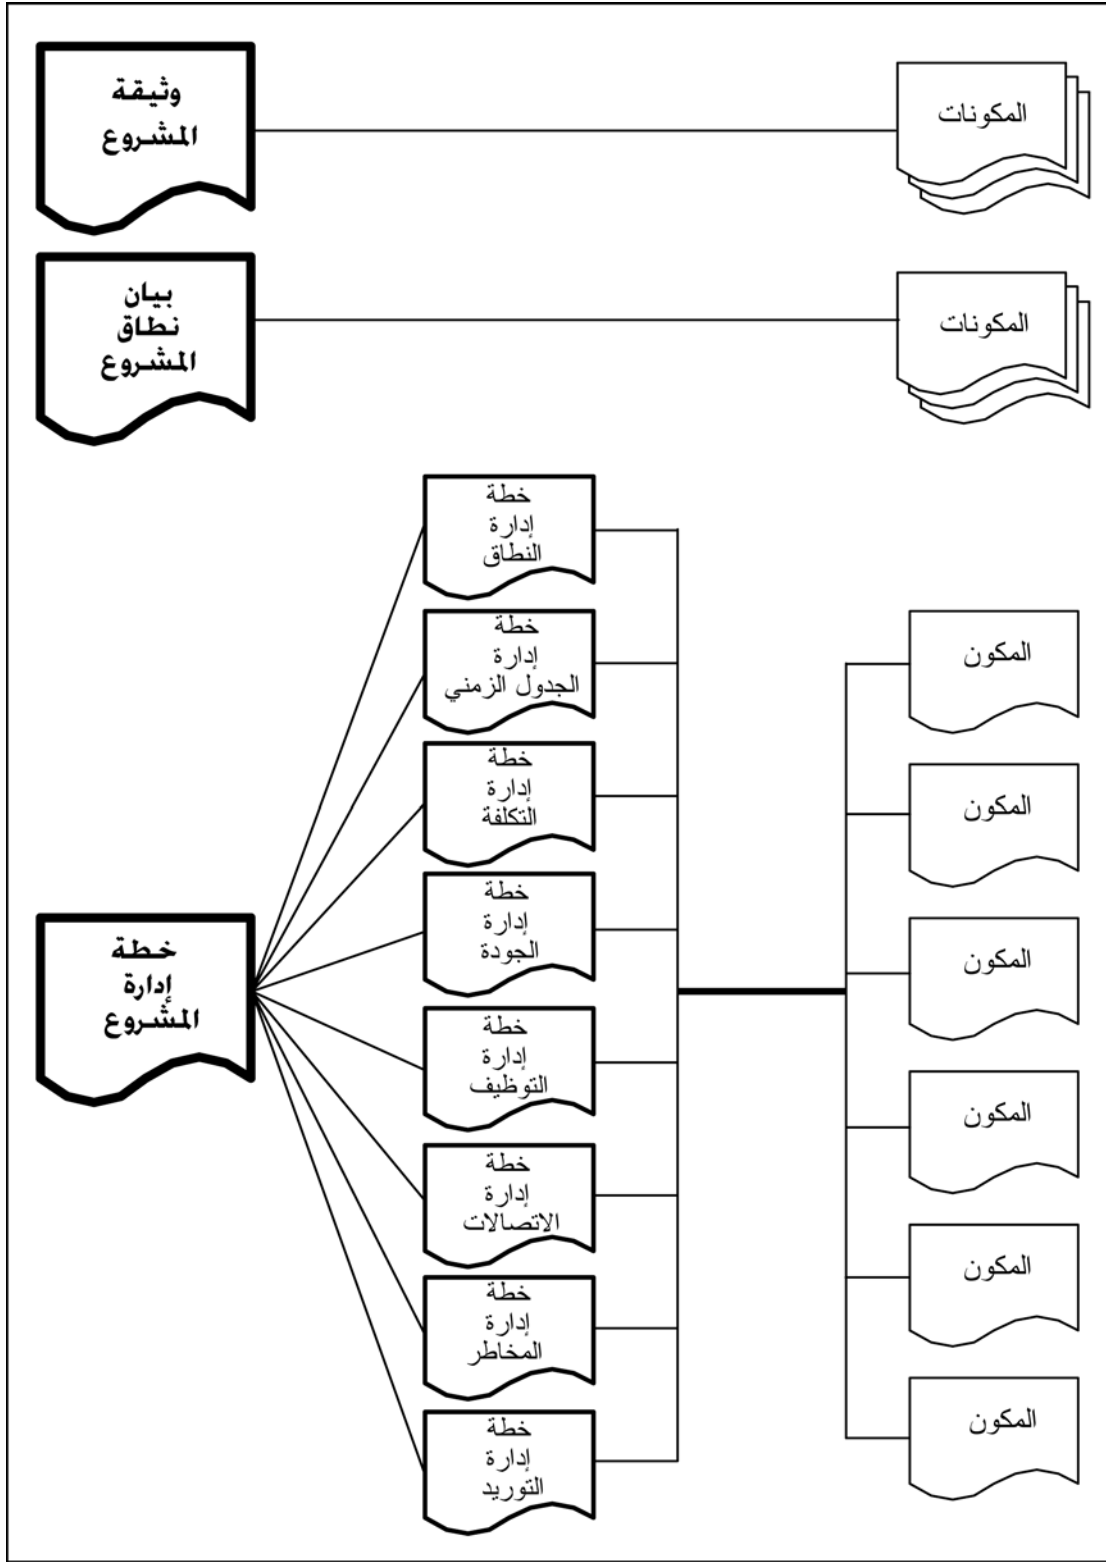 وثيقة
المشروع
المكونات
بيان
نطاق
المشروع
المكونات
خطة
إدارة
المشروع
خطة
إدارة
النطاق
خطة
إدارة
الجدول الزمني
خطة
إدارة
التكلفة
خطة
إدارة
الجودة
خطة
إدارة
التوظيف
خطة
إدارة
الاتصالات
خطة
إدارة
المخاطر
خطة
إدارة
التوريد
المكون
المكون
المكون
المكون
المكون
المكون